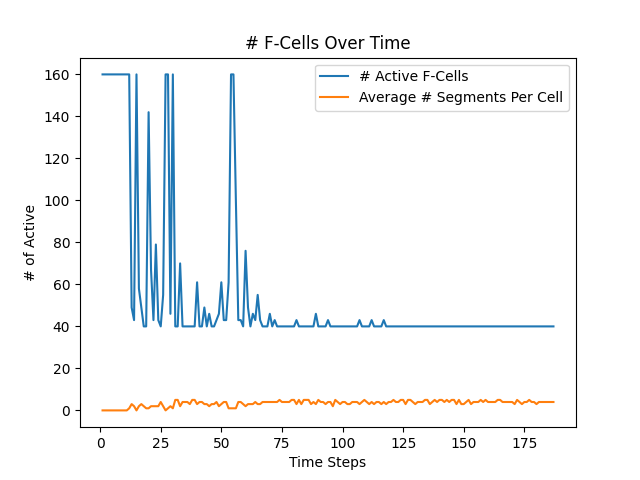 # F-Cells Over Time
# Active F-Cells
Average # Segments Per Cell
160
140
120
100
80
60
40
20
0
# of Active
0 25 50 75 100 125 150 175
Time Steps